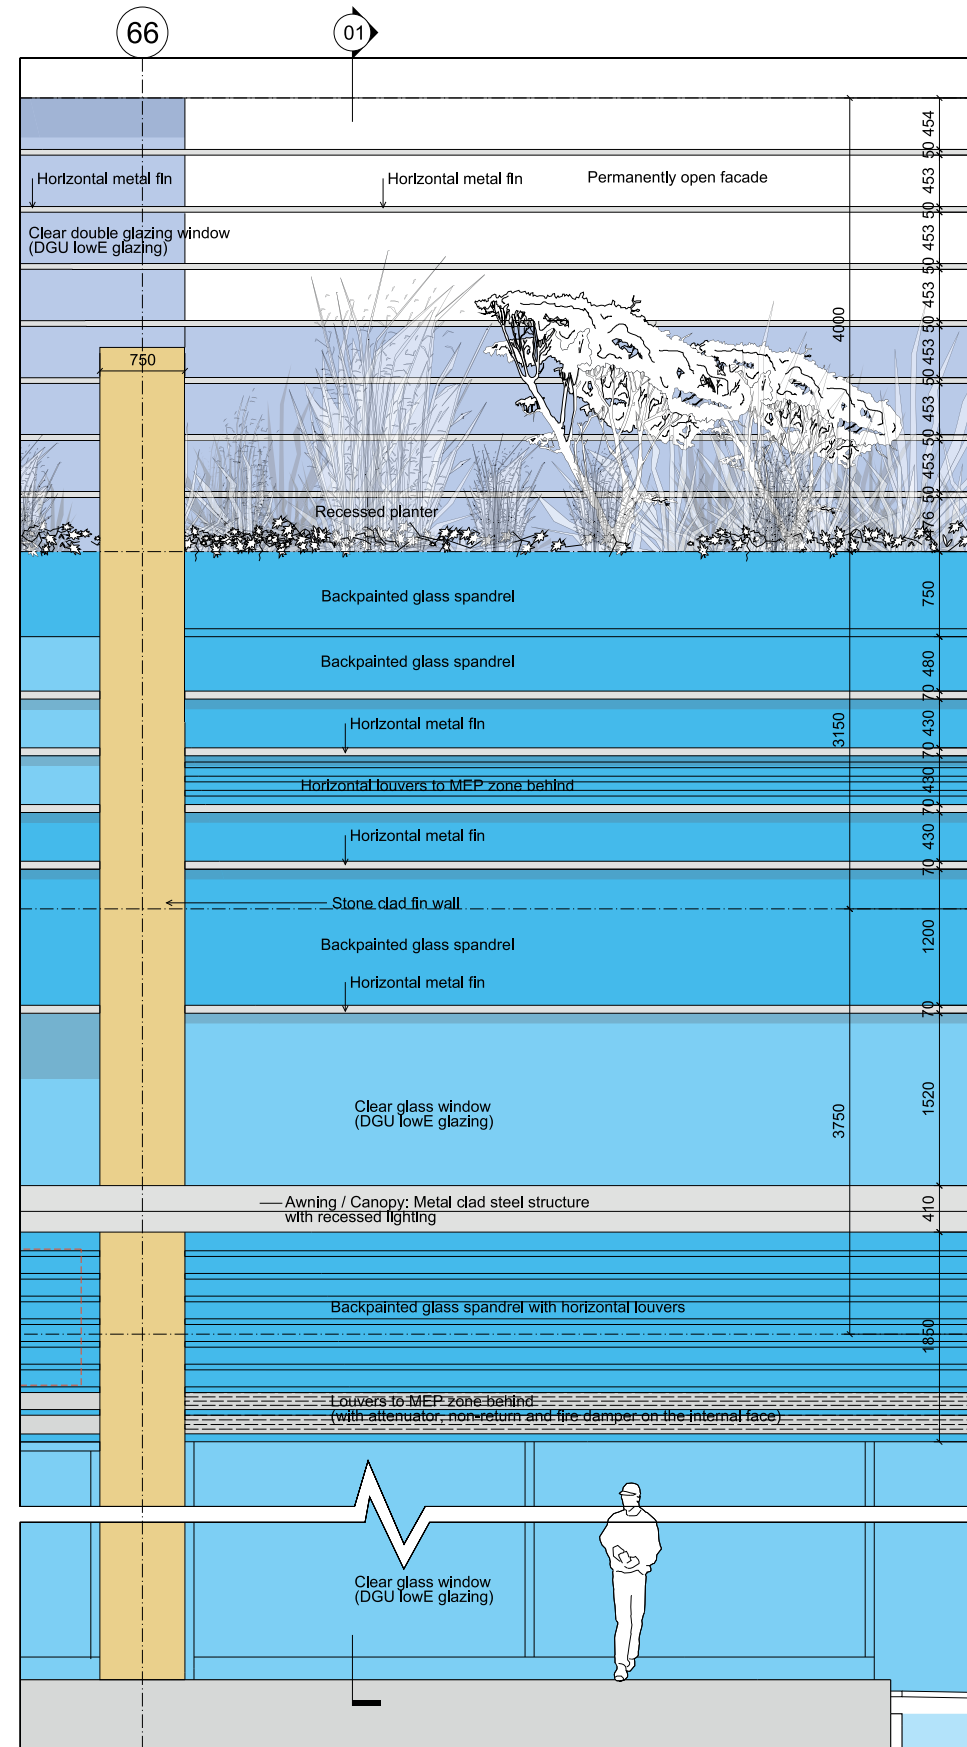 66
01
454
50
Horizontal metal fin
Horizontal metal fin
Permanently open facade
453
50
Clear double glazing window
(DGU lowE glazing)
453
50
453
50
4000
453
750
50
453
50
453
50
Recessed planter
476
Backpainted glass spandrel
750
Backpainted glass spandrel
480
70
Horizontal metal fin
430
3150
70
Horizontal louvers to MEP zone behind
430
70
Horizontal metal fin
430
70
Stone clad fin wall
Backpainted glass spandrel
1200
Horizontal metal fin
70
Clear glass window
(DGU lowE glazing)
1520
3750
Awning / Canopy: Metal clad steel structure
with recessed lighting
410
Backpainted glass spandrel with horizontal louvers
1850
Louvers to MEP zone behind
(with attenuator, non-return and fire damper on the internal face)
Clear glass window
(DGU lowE glazing)